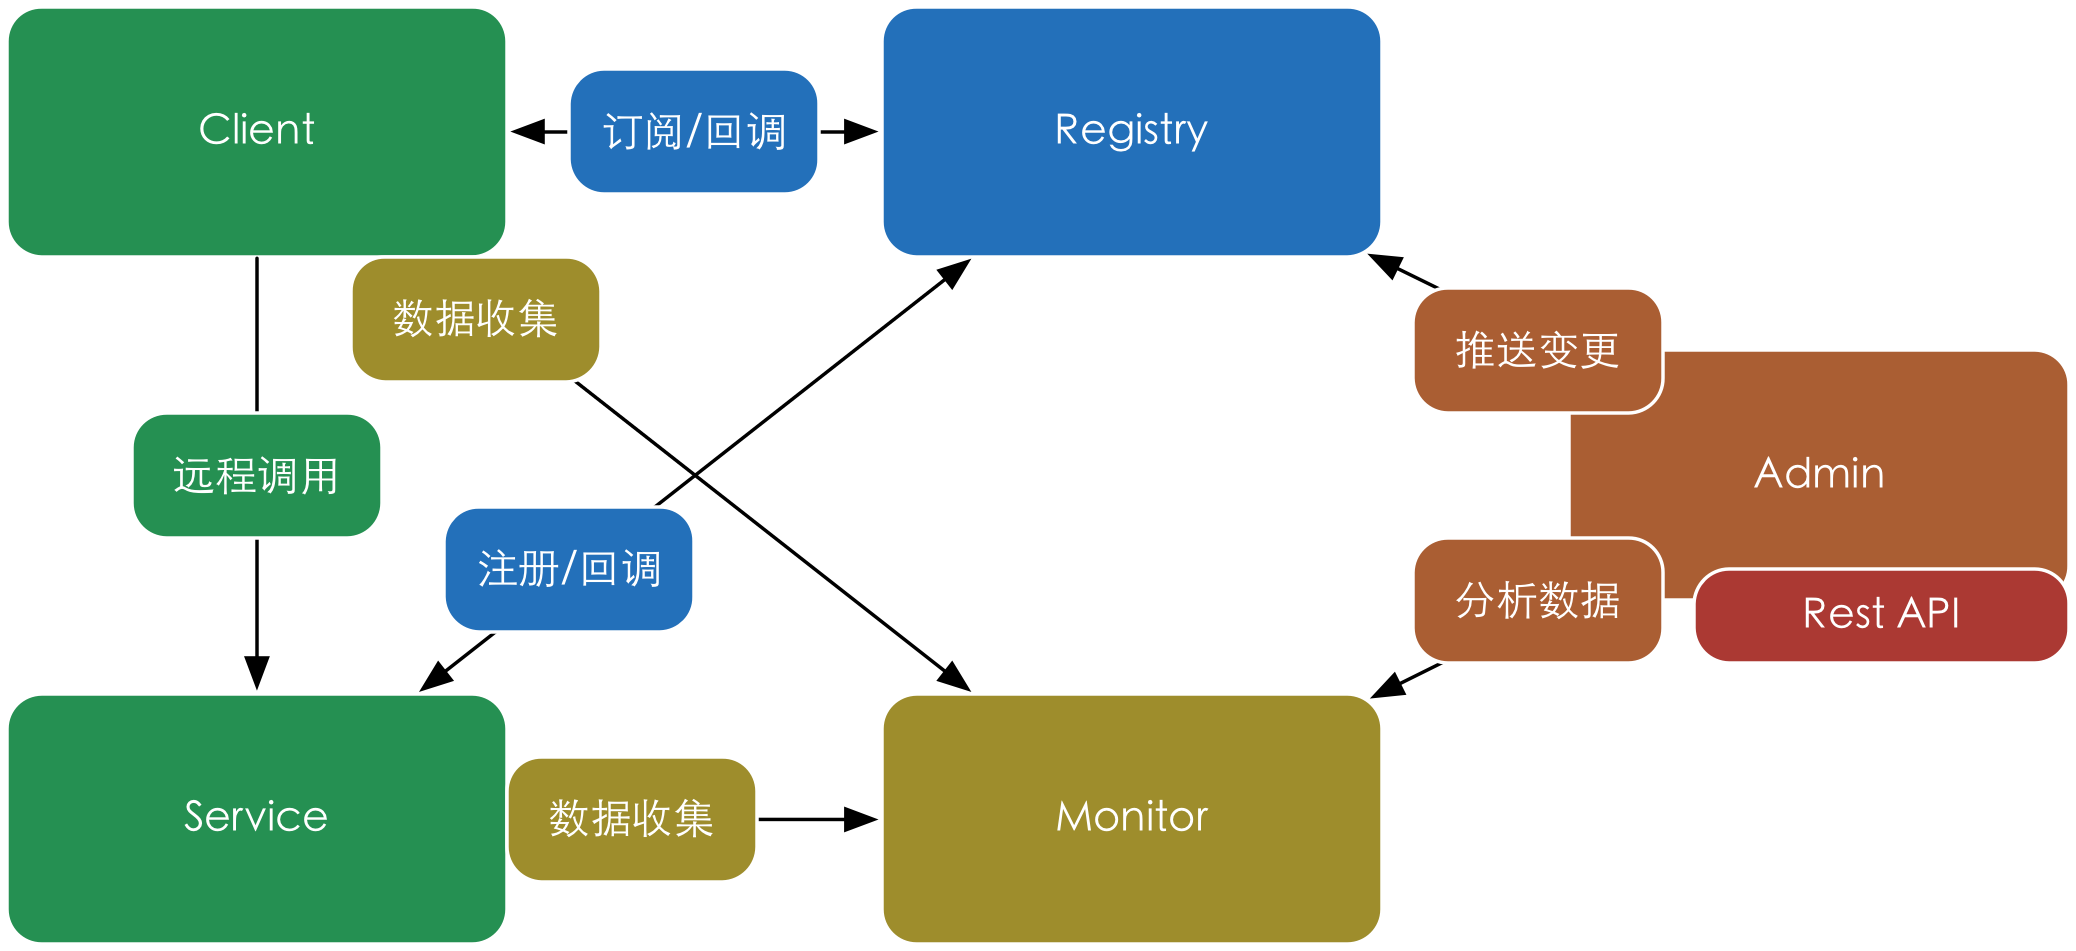 Client
订阅/回调
Registry
数据收集
推送变更
远程调用
Admin
注册/回调
分析数据
Rest API
Service
数据收集
Monitor